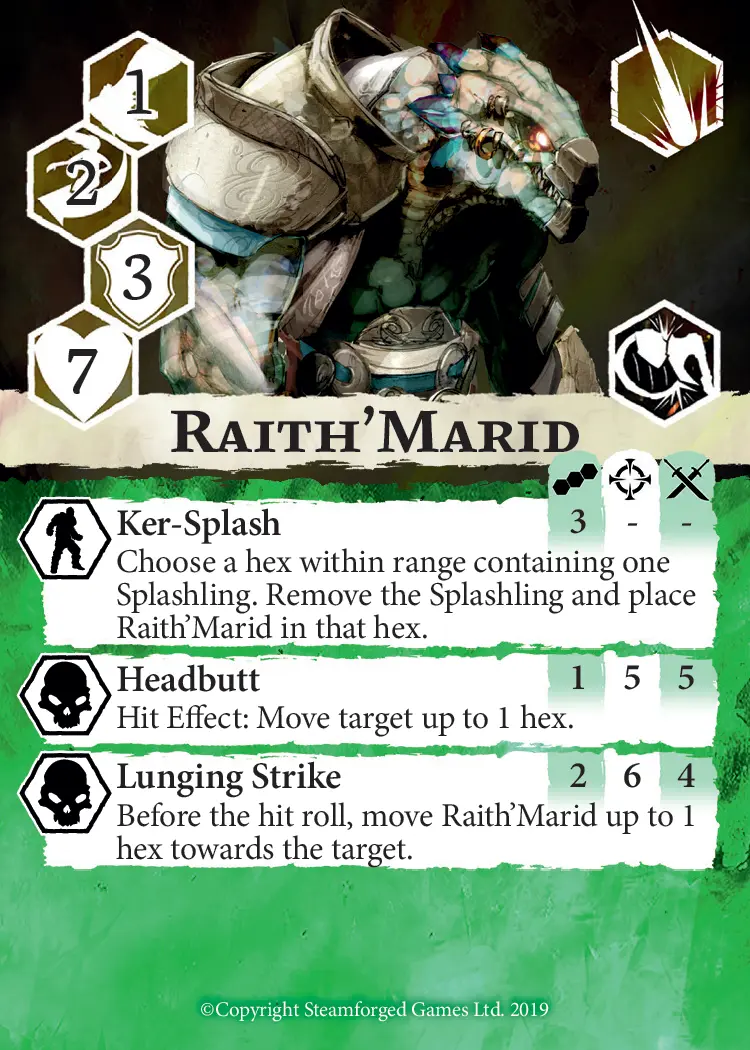 1
2
3
7
Raith’Marid
Ker-Splash 3 - -
Choose a hex within range containing one
Splashling. Remove the Splashling and place
Raith’Marid in that hex.
Headbutt 1 5 5
Hit Effect: Move target up to 1 hex.
Lunging Strike 2 6 4
Before the hit roll, move Raith’Marid up to 1
hex towards the target.
©Copyright Steamforged Games Ltd. 2019